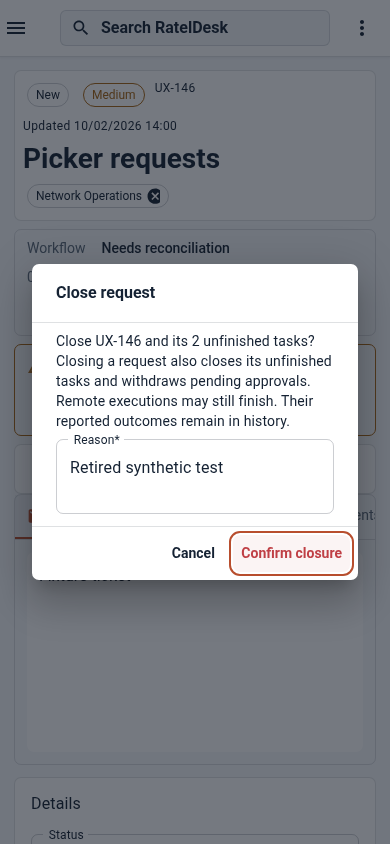 Search RatelDesk
New
Medium
UX-146
Updated 10/02/2026 14:00
Picker requests
Network Operations
Workflow
Needs reconciliation
Close request
Close UX-146 and its 2 unfinished tasks?
Closing a request also closes its unfinished
tasks and withdraws pending approvals.
Remote executions may still finish. Their
reported outcomes remain in history.
Reason*
Retired synthetic test
Cancel
Confirm closure
Details
Status